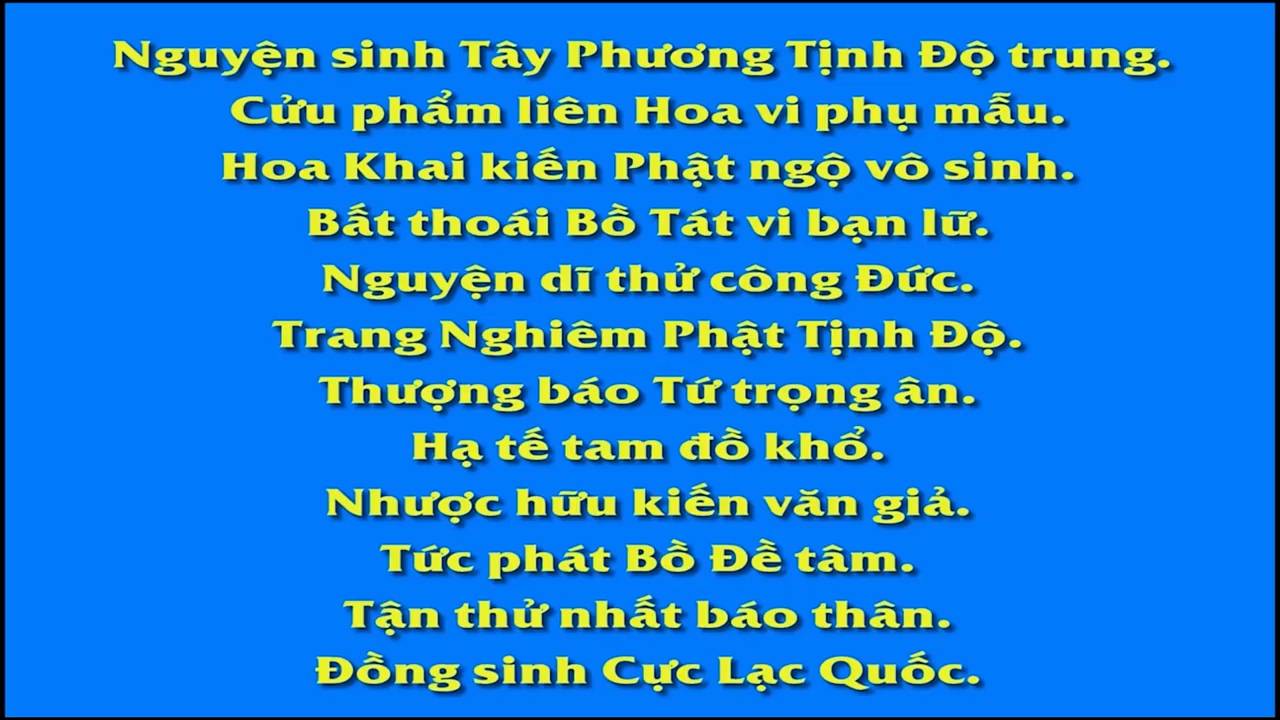 Nguyện sinh Tây Phương Tịnh Độ trung.
Cửu phẩm liên Hoa vi phụ mẫu.
Hoa Khai kiến Phật ngộ vô sinh.
Bất thoái Bồ Tát vi bạn lữ.
Nguyện dĩ thử công Đức.
Trang Nghiêm Phật Tịnh Độ.
Thượng báo Tứ trọng ân.
Hạ tế tam đồ khổ.
Nhược hữu kiến văn giả.
Tức phát Bồ Đề tâm.
Tận thử nhất báo thân.
Đồng sinh Cực Lạc Quốc.